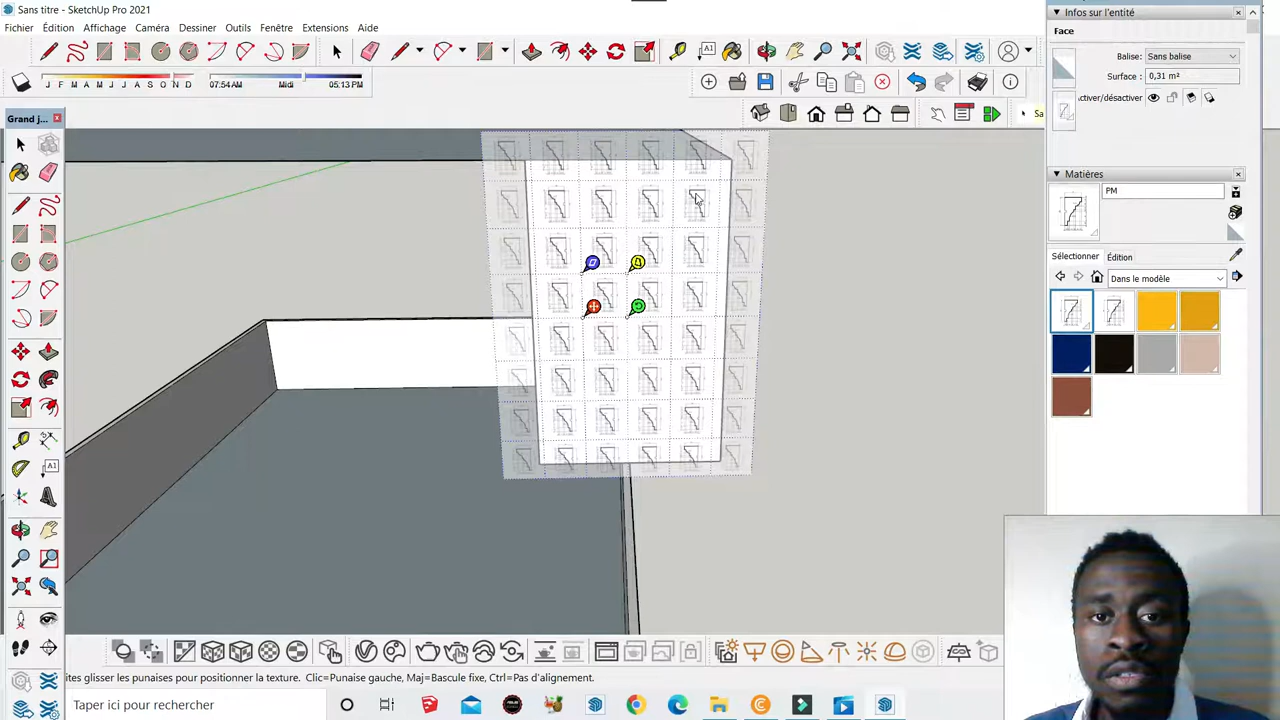 Sans titre - SketchUp Pro 2021
Fichier Édition Affichage Caméra Dessiner Outils Fenêtre Extensions Aide
J F M A M J J A S O N D 07:54 AM Midi 05:13 PM
Grand j...
Sa
Infos sur l'entité
Face
Balise: Sans balise
Surface : 0,31 m²
activer/désactiver
Matières
PM
Sélectionner Édition
Dans le modèle
ites glisser les punaises pour positionner la texture. Clic=Punaise gauche, Maj=Bascule fixe, Ctrl=Pas d'alignement.
Taper ici pour rechercher